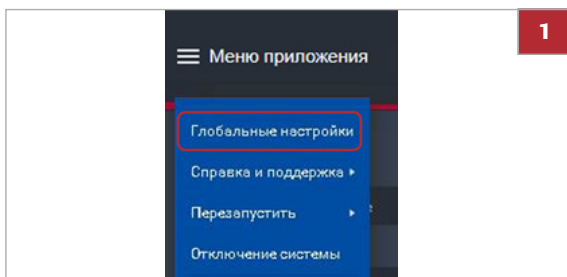 1
Меню приложения
Глобальные настройки
Справка и поддержка
Перезапустить
Отключение системы